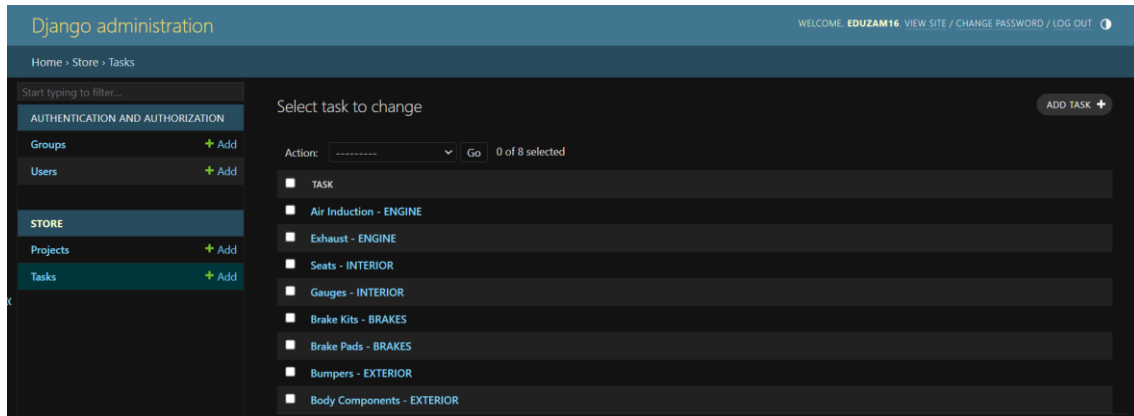 Django administration
WELCOME, EDUZAM16. VIEW SITE / CHANGE PASSWORD / LOG OUT
Home › Store › Tasks
Start typing to filter...
AUTHENTICATION AND AUTHORIZATION
Groups + Add
Users + Add
STORE
Projects + Add
Tasks + Add
Select task to change
ADD TASK +
Action: --------- Go 0 of 8 selected
TASK
Air Induction - ENGINE
Exhaust - ENGINE
Seats - INTERIOR
Gauges - INTERIOR
Brake Kits - BRAKES
Brake Pads - BRAKES
Bumpers - EXTERIOR
Body Components - EXTERIOR